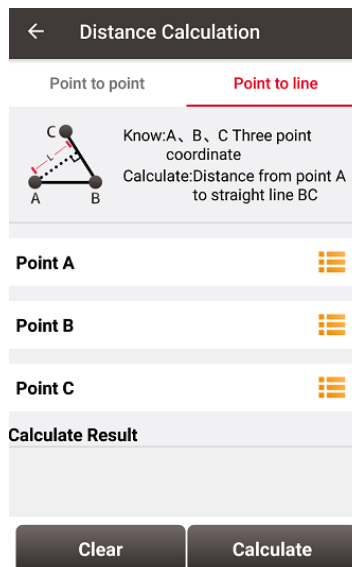 Distance Calculation
Point to point
Point to line
C
L
A
B
Know:A、B、C Three point
coordinate
Calculate:Distance from point A
to straight line BC
Point A
Point B
Point C
Calculate Result
Clear
Calculate